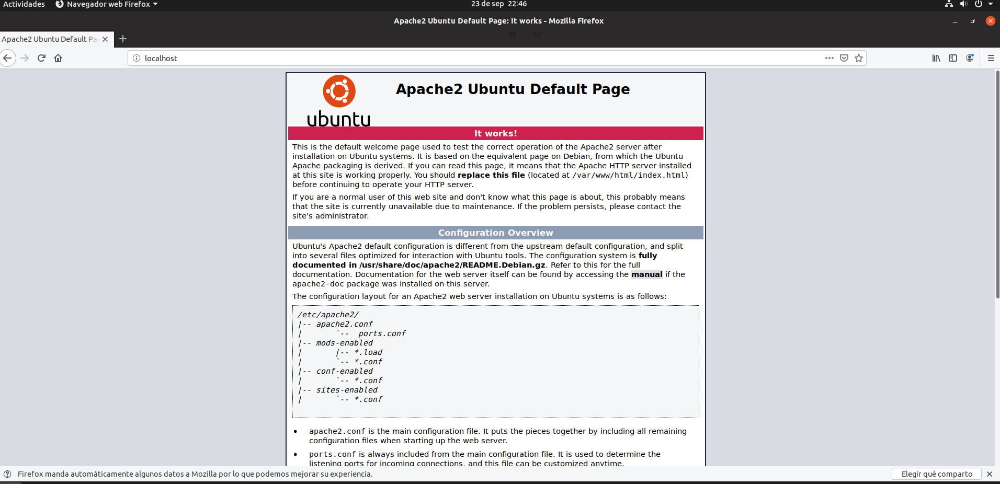 Actividades Navegador web Firefox 23 de sep 22:46
Apache2 Ubuntu Default Page: It works - Mozilla Firefox
Apache2 Ubuntu Default Pa
localhost
ubuntu
Apache2 Ubuntu Default Page
It works!
This is the default welcome page used to test the correct operation of the Apache2 server after
installation on Ubuntu systems. It is based on the equivalent page on Debian, from which the Ubuntu
Apache packaging is derived. If you can read this page, it means that the Apache HTTP server installed
at this site is working properly. You should replace this file (located at /var/www/html/index.html)
before continuing to operate your HTTP server.
If you are a normal user of this web site and don't know what this page is about, this probably means
that the site is currently unavailable due to maintenance. If the problem persists, please contact the
site's administrator.
Configuration Overview
Ubuntu's Apache2 default configuration is different from the upstream default configuration, and split
into several files optimized for interaction with Ubuntu tools. The configuration system is fully
documented in /usr/share/doc/apache2/README.Debian.gz. Refer to this for the full
documentation. Documentation for the web server itself can be found by accessing the manual if the
apache2-doc package was installed on this server.
The configuration layout for an Apache2 web server installation on Ubuntu systems is as follows:
/etc/apache2/
|-- apache2.conf
|       `--  ports.conf
|-- mods-enabled
|       |-- *.load
|       `-- *.conf
|-- conf-enabled
|       `-- *.conf
|-- sites-enabled
|       `-- *.conf
• apache2.conf is the main configuration file. It puts the pieces together by including all remaining
configuration files when starting up the web server.
• ports.conf is always included from the main configuration file. It is used to determine the
listening ports for incoming connections, and this file can be customized anytime.
Firefox manda automáticamente algunos datos a Mozilla por lo que podemos mejorar su experiencia. Elegir qué comparto